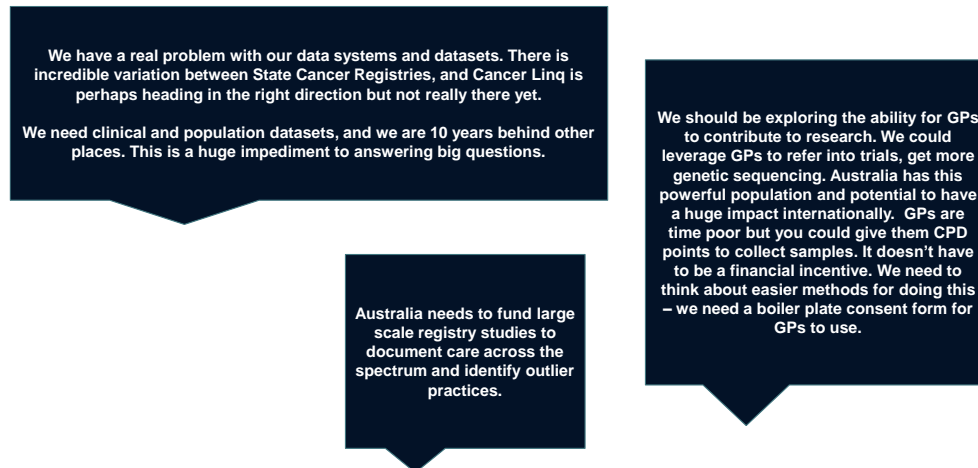 We have a real problem with our data systems and datasets. There is
incredible variation between State Cancer Registries, and Cancer Linq is
perhaps heading in the right direction but not really there yet.
We need clinical and population datasets, and we are 10 years behind other
places. This is a huge impediment to answering big questions.
We should be exploring the ability for GPs
to contribute to research. We could
leverage GPs to refer into trials, get more
genetic sequencing. Australia has this
powerful population and potential to have
a huge impact internationally.  GPs are
time poor but you could give them CPD
points to collect samples. It doesn’t have
to be a financial incentive. We need to
think about easier methods for doing this
– we need a boiler plate consent form for
GPs to use.
Australia needs to fund large
scale registry studies to
document care across the
spectrum and identify outlier
practices.